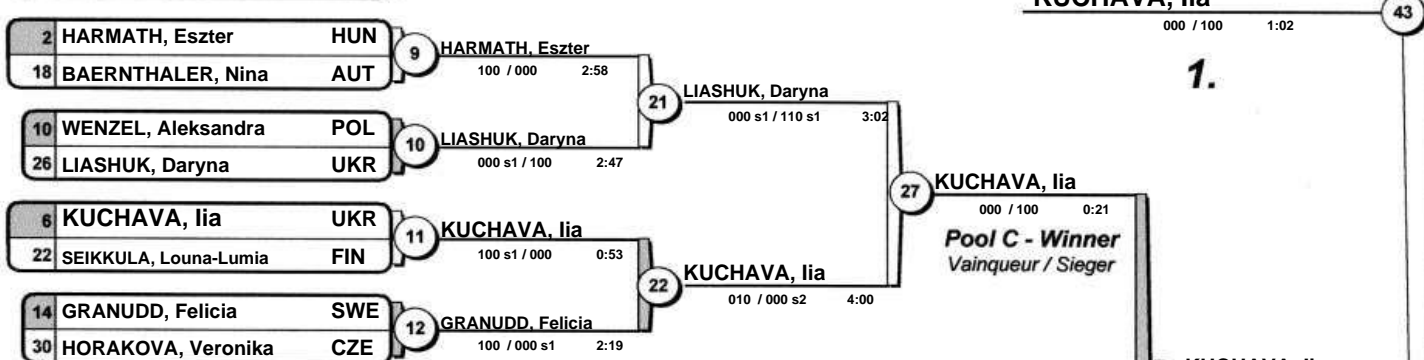 KUCHAVA, Iia
43
000 / 100 1:02
1.
2 HARMATH, Eszter HUN
18 BAERNTHALER, Nina AUT
9
HARMATH, Eszter
100 / 000 2:58
10 WENZEL, Aleksandra POL
26 LIASHUK, Daryna UKR
10
LIASHUK, Daryna
000 s1 / 100 2:47
21
LIASHUK, Daryna
000 s1 / 110 s1 3:02
6 KUCHAVA, Iia UKR
22 SEIKKULA, Louna-Lumia FIN
11
KUCHAVA, Iia
100 s1 / 000 0:53
14 GRANUDD, Felicia SWE
30 HORAKOVA, Veronika CZE
12
GRANUDD, Felicia
100 / 000 s1 2:19
22
KUCHAVA, Iia
010 / 000 s2 4:00
27
KUCHAVA, Iia
000 / 100 0:21
Pool C - Winner
Vainqueur / Sieger